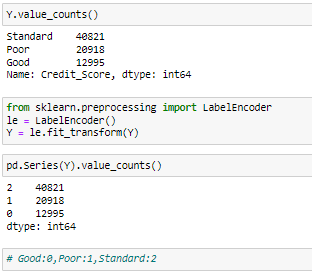 Y.value_counts()
Standard    40821
Poor        20918
Good        12995
Name: Credit_Score, dtype: int64
from sklearn.preprocessing import LabelEncoder
le = LabelEncoder()
Y = le.fit_transform(Y)
pd.Series(Y).value_counts()
2    40821
1    20918
0    12995
dtype: int64
# Good:0,Poor:1,Standard:2